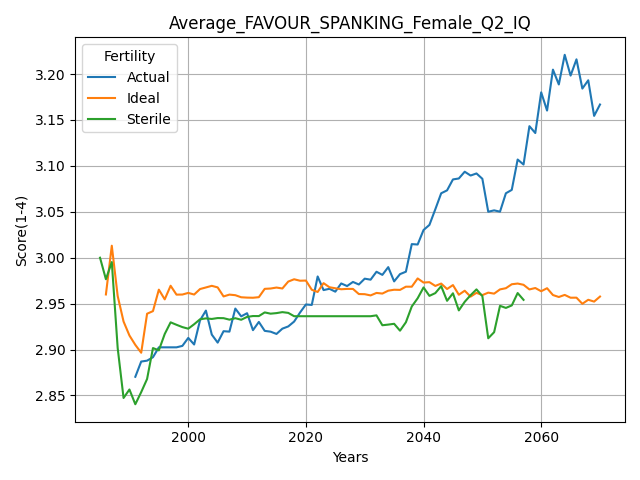 Average_FAVOUR_SPANKING_Female_Q2_IQ
Fertility
Actual
Ideal
Sterile
Score(1-4)
3.20
3.15
3.10
3.05
3.00
2.95
2.90
2.85
2000 2020 2040 2060
Years